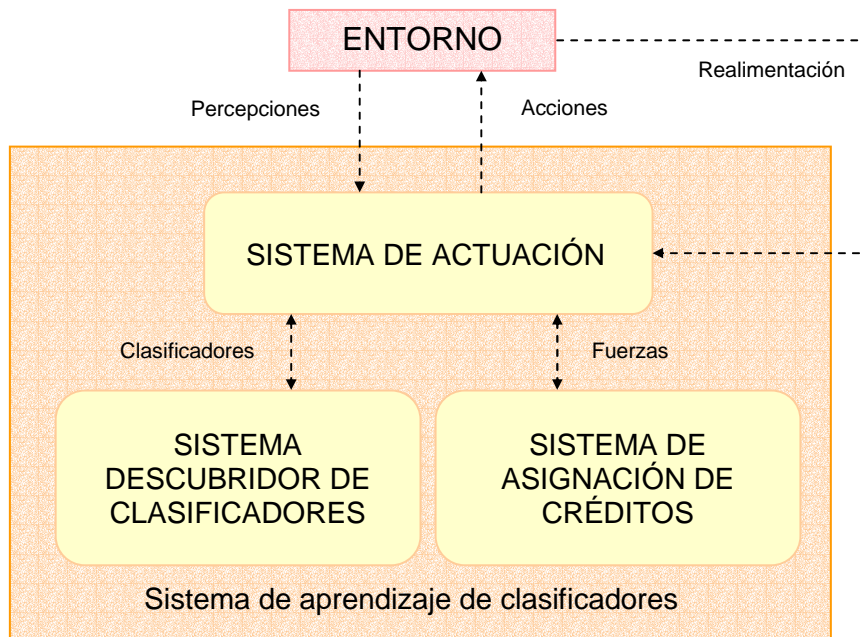 ENTORNO
Realimentación
Percepciones
Acciones
SISTEMA DE ACTUACIÓN
Clasificadores
Fuerzas
SISTEMA
DESCUBRIDOR DE
CLASIFICADORES
SISTEMA DE
ASIGNACIÓN DE
CRÉDITOS
Sistema de aprendizaje de clasificadores